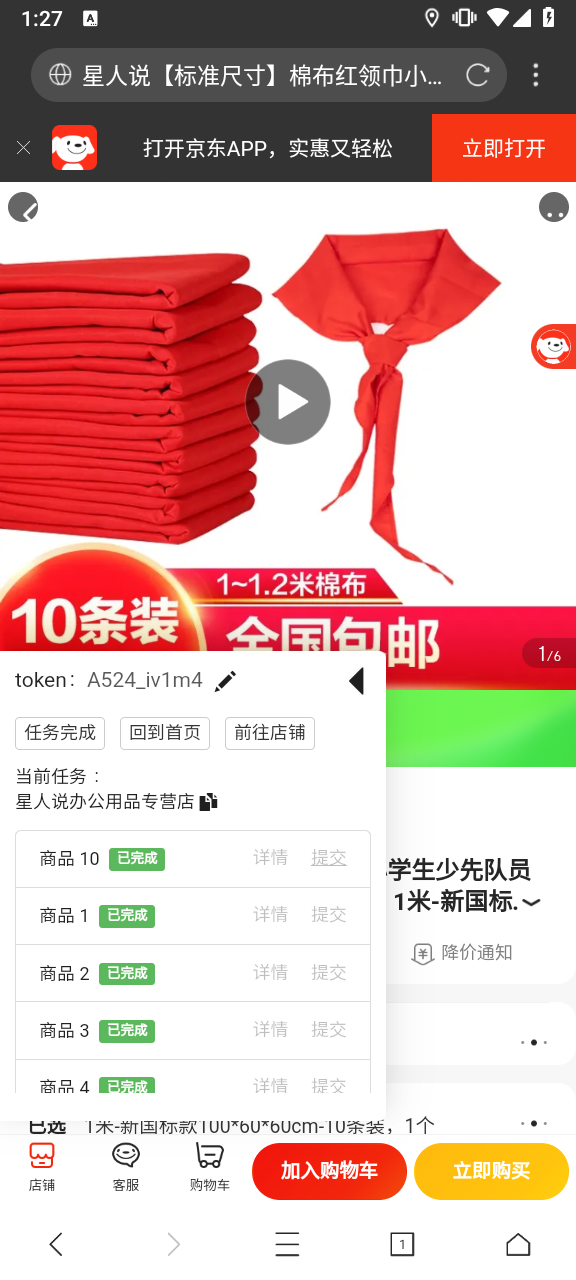 1:27
A
星人说【标准尺寸】棉布红领巾小...
打开京东APP，实惠又轻松
立即打开
1~1.2米棉布
10条装
全国包邮
1/6
token： A524_iv1m4
任务完成 回到首页 前往店铺
当前任务：
星人说办公用品专营店
商品 10 已完成 详情 提交
商品 1 已完成 详情 提交
商品 2 已完成 详情 提交
商品 3 已完成 详情 提交
商品 4 已完成 详情 提交
学生少先队员
1米-新国标.
降价通知
已选 1米-新国标款100*60*60cm-10条装，1个
店铺 客服 购物车 加入购物车 立即购买
1